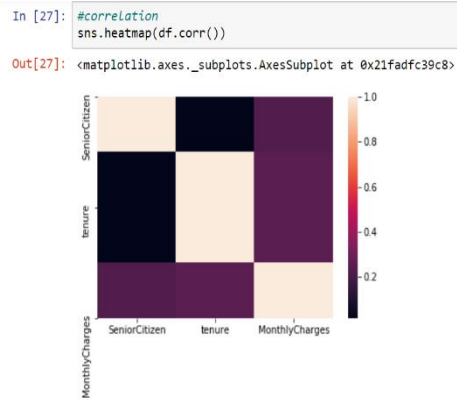 In [27]: #correlation
sns.heatmap(df.corr())
Out[27]: <matplotlib.axes._subplots.AxesSubplot at 0x21fadfc39c8>
SeniorCitizen
tenure
MonthlyCharges
1.0
0.8
0.6
0.4
0.2
SeniorCitizen tenure MonthlyCharges